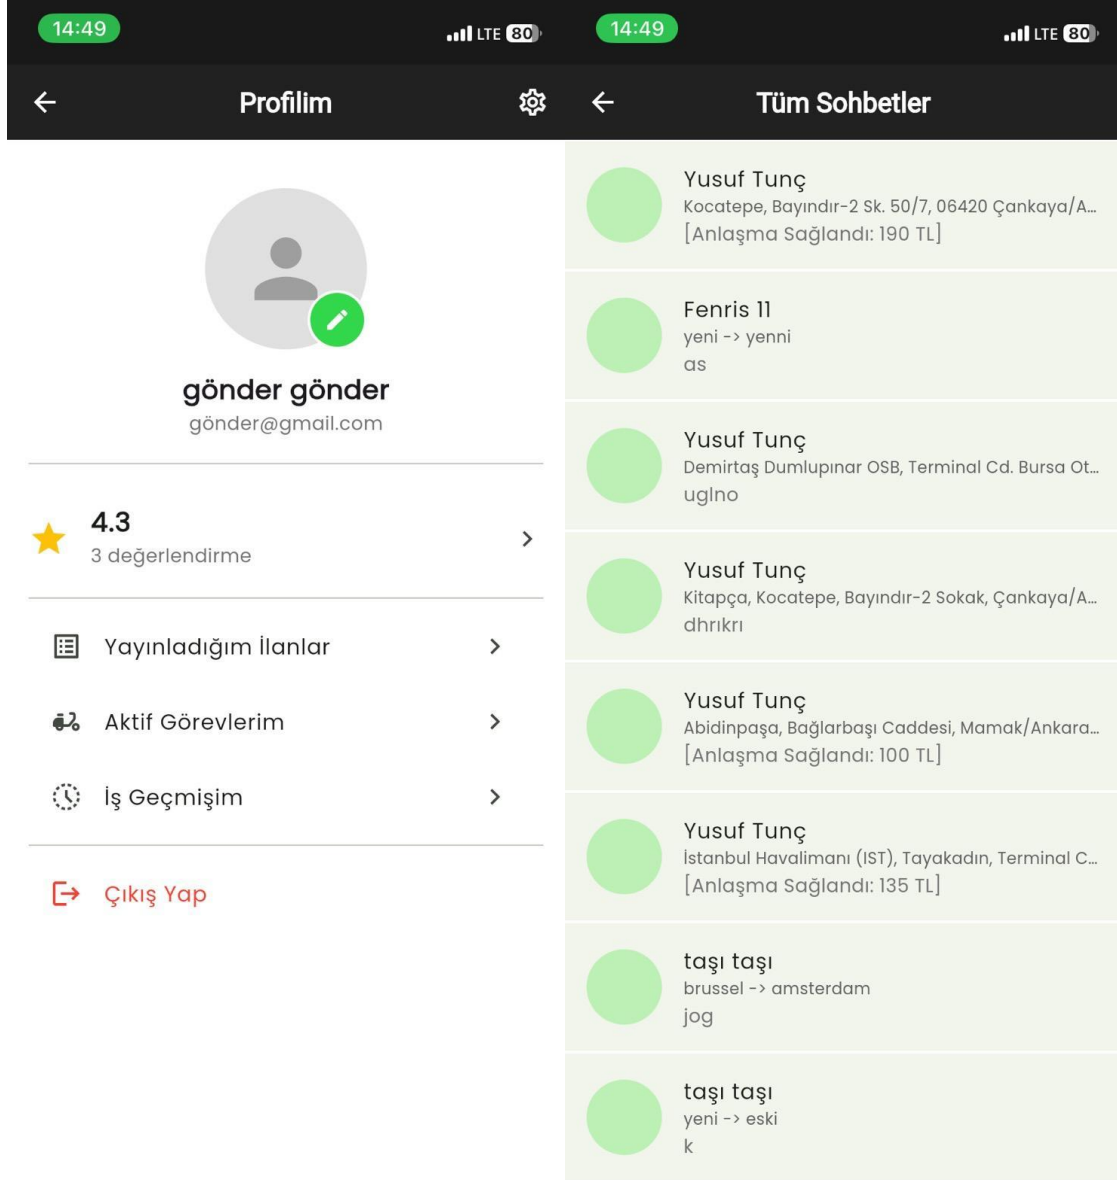 14:49
LTE 80
Profilim
gönder gönder
gönder@gmail.com
4.3
3 değerlendirme
Yayınladığım İlanlar
Aktif Görevlerim
İş Geçmişim
Çıkış Yap
14:49
LTE 80
Tüm Sohbetler
Yusuf Tunç
Kocatepe, Bayındır-2 Sk. 50/7, 06420 Çankaya/A...
[Anlaşma Sağlandı: 190 TL]
Fenris 11
yeni -> yenni
as
Yusuf Tunç
Demirtaş Dumlupınar OSB, Terminal Cd. Bursa Ot...
uglno
Yusuf Tunç
Kitapça, Kocatepe, Bayındır-2 Sokak, Çankaya/A...
dhrıkrı
Yusuf Tunç
Abidinpaşa, Bağlarbaşı Caddesi, Mamak/Ankara...
[Anlaşma Sağlandı: 100 TL]
Yusuf Tunç
İstanbul Havalimanı (IST), Tayakadın, Terminal C...
[Anlaşma Sağlandı: 135 TL]
taşı taşı
brussel -> amsterdam
jog
taşı taşı
yeni -> eski
k